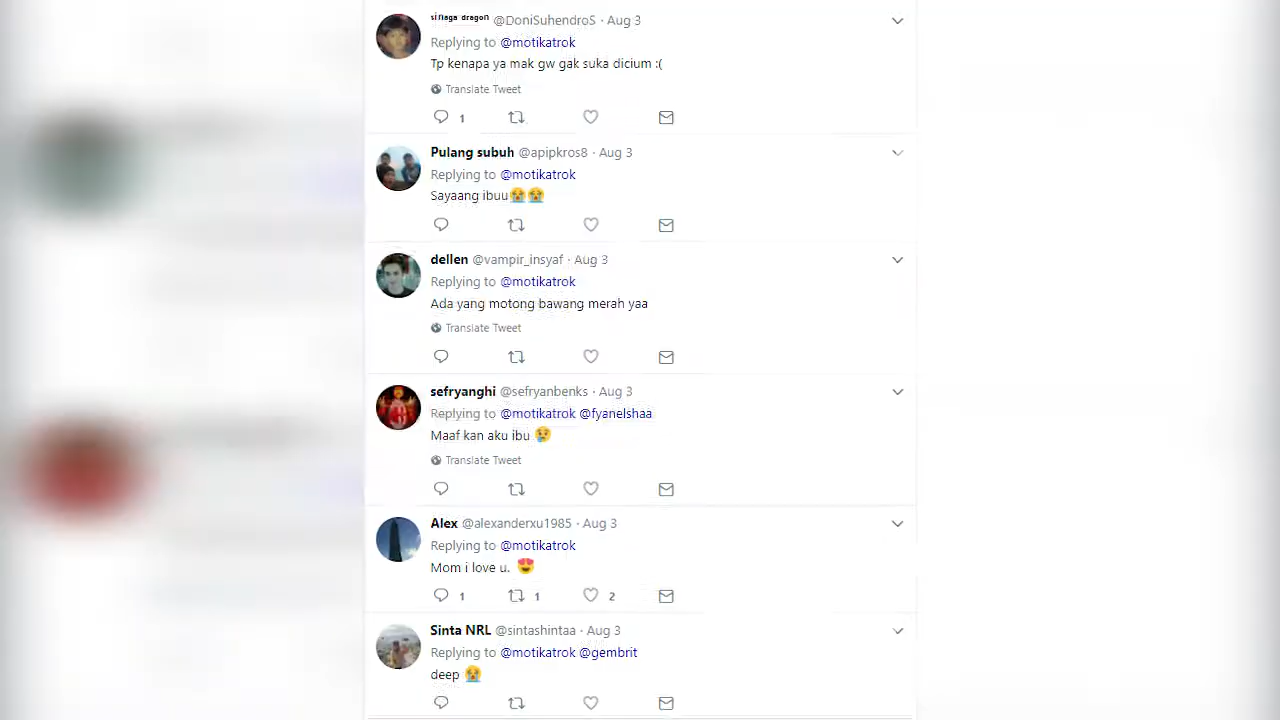 sinaga dragon @DoniSuhendroS · Aug 3
Replying to @motikatrok
Tp kenapa ya mak gw gak suka dicium :(
Translate Tweet
1
Pulang subuh @apipkros8 · Aug 3
Replying to @motikatrok
Sayaang ibuu😭😭
dellen @vampir_insyaf · Aug 3
Replying to @motikatrok
Ada yang motong bawang merah yaa
Translate Tweet
sefryanghi @sefryanbenks · Aug 3
Replying to @motikatrok @fyanelshaa
Maaf kan aku ibu 😢
Translate Tweet
Alex @alexanderxu1985 · Aug 3
Replying to @motikatrok
Mom i love u. 😍
1 1 2
Sinta NRL @sintashintaa · Aug 3
Replying to @motikatrok @gembrit
deep 😭